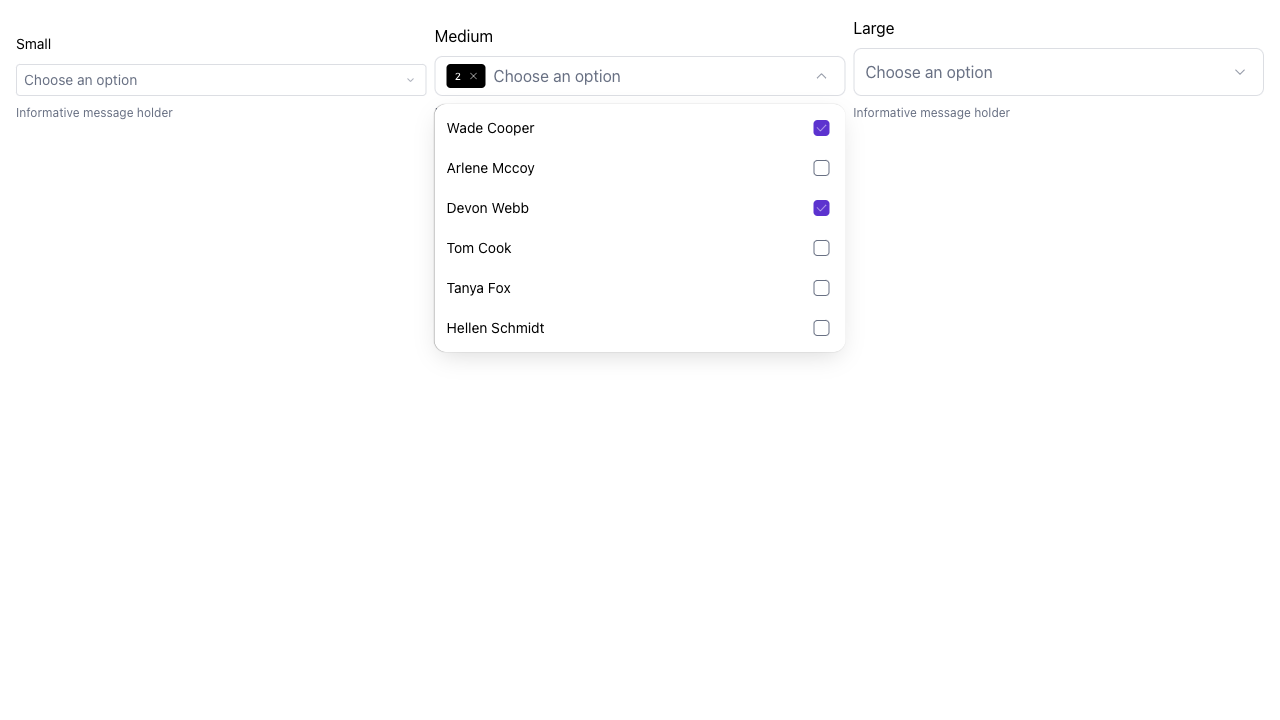 Small
Choose an option
Informative message holder
Medium
2 Choose an option
Wade Cooper
Arlene Mccoy
Devon Webb
Tom Cook
Tanya Fox
Hellen Schmidt
Large
Choose an option
Informative message holder